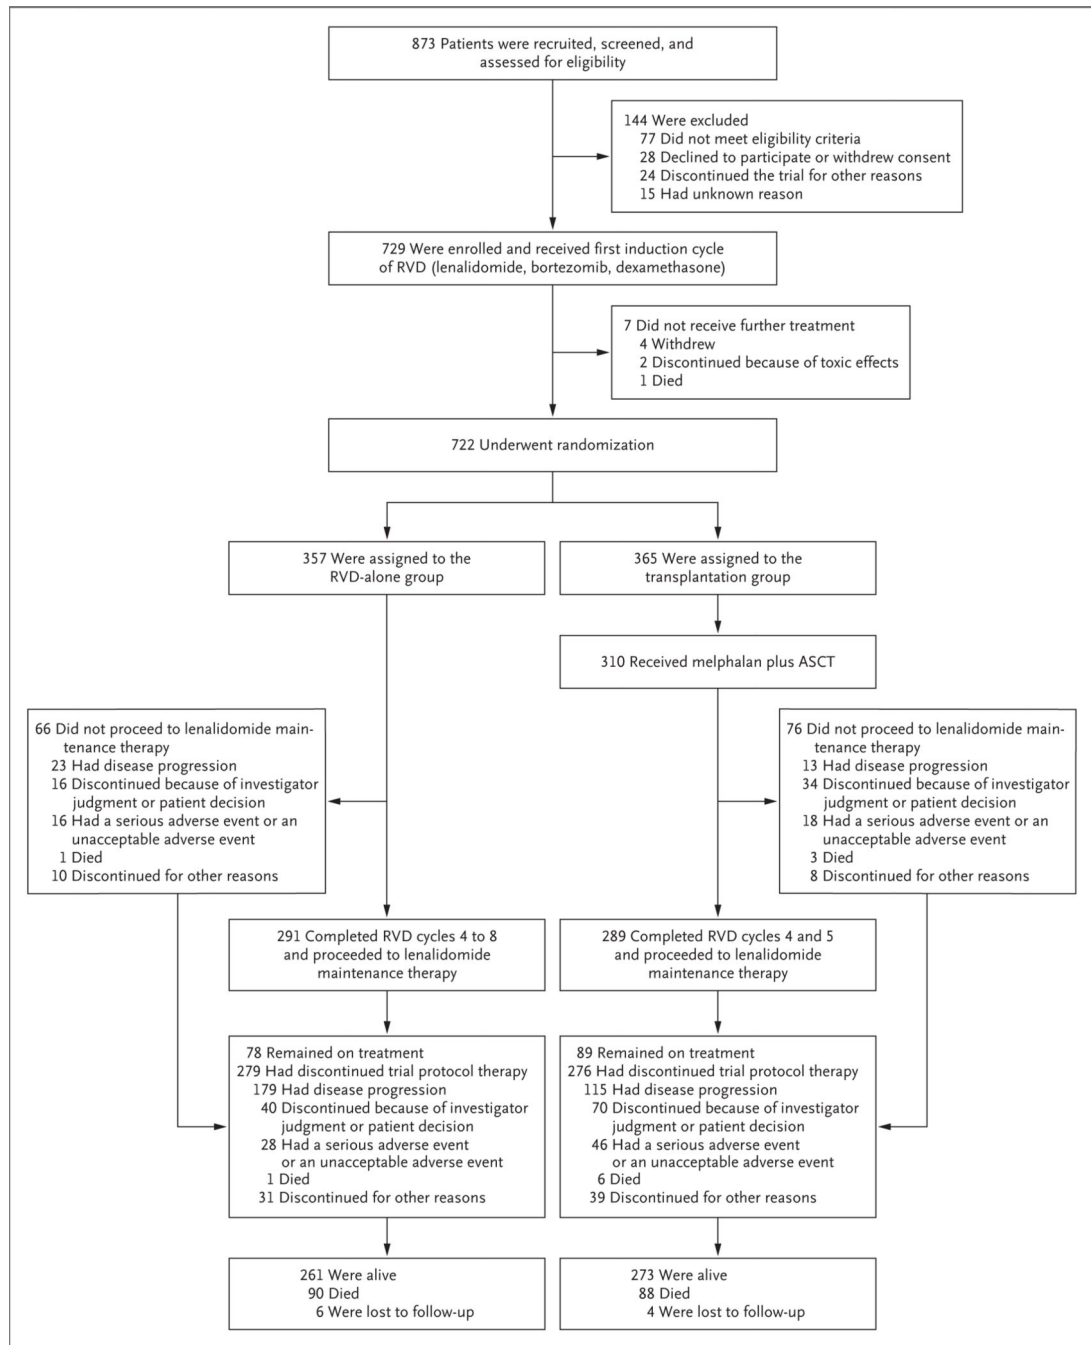 873 Patients were recruited, screened, and
assessed for eligibility
144 Were excluded
77 Did not meet eligibility criteria
28 Declined to participate or withdrew consent
24 Discontinued the trial for other reasons
15 Had unknown reason
729 Were enrolled and received first induction cycle
of RVD (lenalidomide, bortezomib, dexamethasone)
7 Did not receive further treatment
4 Withdrew
2 Discontinued because of toxic effects
1 Died
722 Underwent randomization
357 Were assigned to the
RVD-alone group
365 Were assigned to the
transplantation group
310 Received melphalan plus ASCT
66 Did not proceed to lenalidomide main-
tenance therapy
23 Had disease progression
16 Discontinued because of investigator
judgment or patient decision
16 Had a serious adverse event or an
unacceptable adverse event
1 Died
10 Discontinued for other reasons
76 Did not proceed to lenalidomide main-
tenance therapy
13 Had disease progression
34 Discontinued because of investigator
judgment or patient decision
18 Had a serious adverse event or an
unacceptable adverse event
3 Died
8 Discontinued for other reasons
291 Completed RVD cycles 4 to 8
and proceeded to lenalidomide
maintenance therapy
289 Completed RVD cycles 4 and 5
and proceeded to lenalidomide
maintenance therapy
78 Remained on treatment
279 Had discontinued trial protocol therapy
179 Had disease progression
40 Discontinued because of investigator
judgment or patient decision
28 Had a serious adverse event
or an unacceptable adverse event
1 Died
31 Discontinued for other reasons
89 Remained on treatment
276 Had discontinued trial protocol therapy
115 Had disease progression
70 Discontinued because of investigator
judgment or patient decision
46 Had a serious adverse event
or an unacceptable adverse event
6 Died
39 Discontinued for other reasons
261 Were alive
90 Died
6 Were lost to follow-up
273 Were alive
88 Died
4 Were lost to follow-up